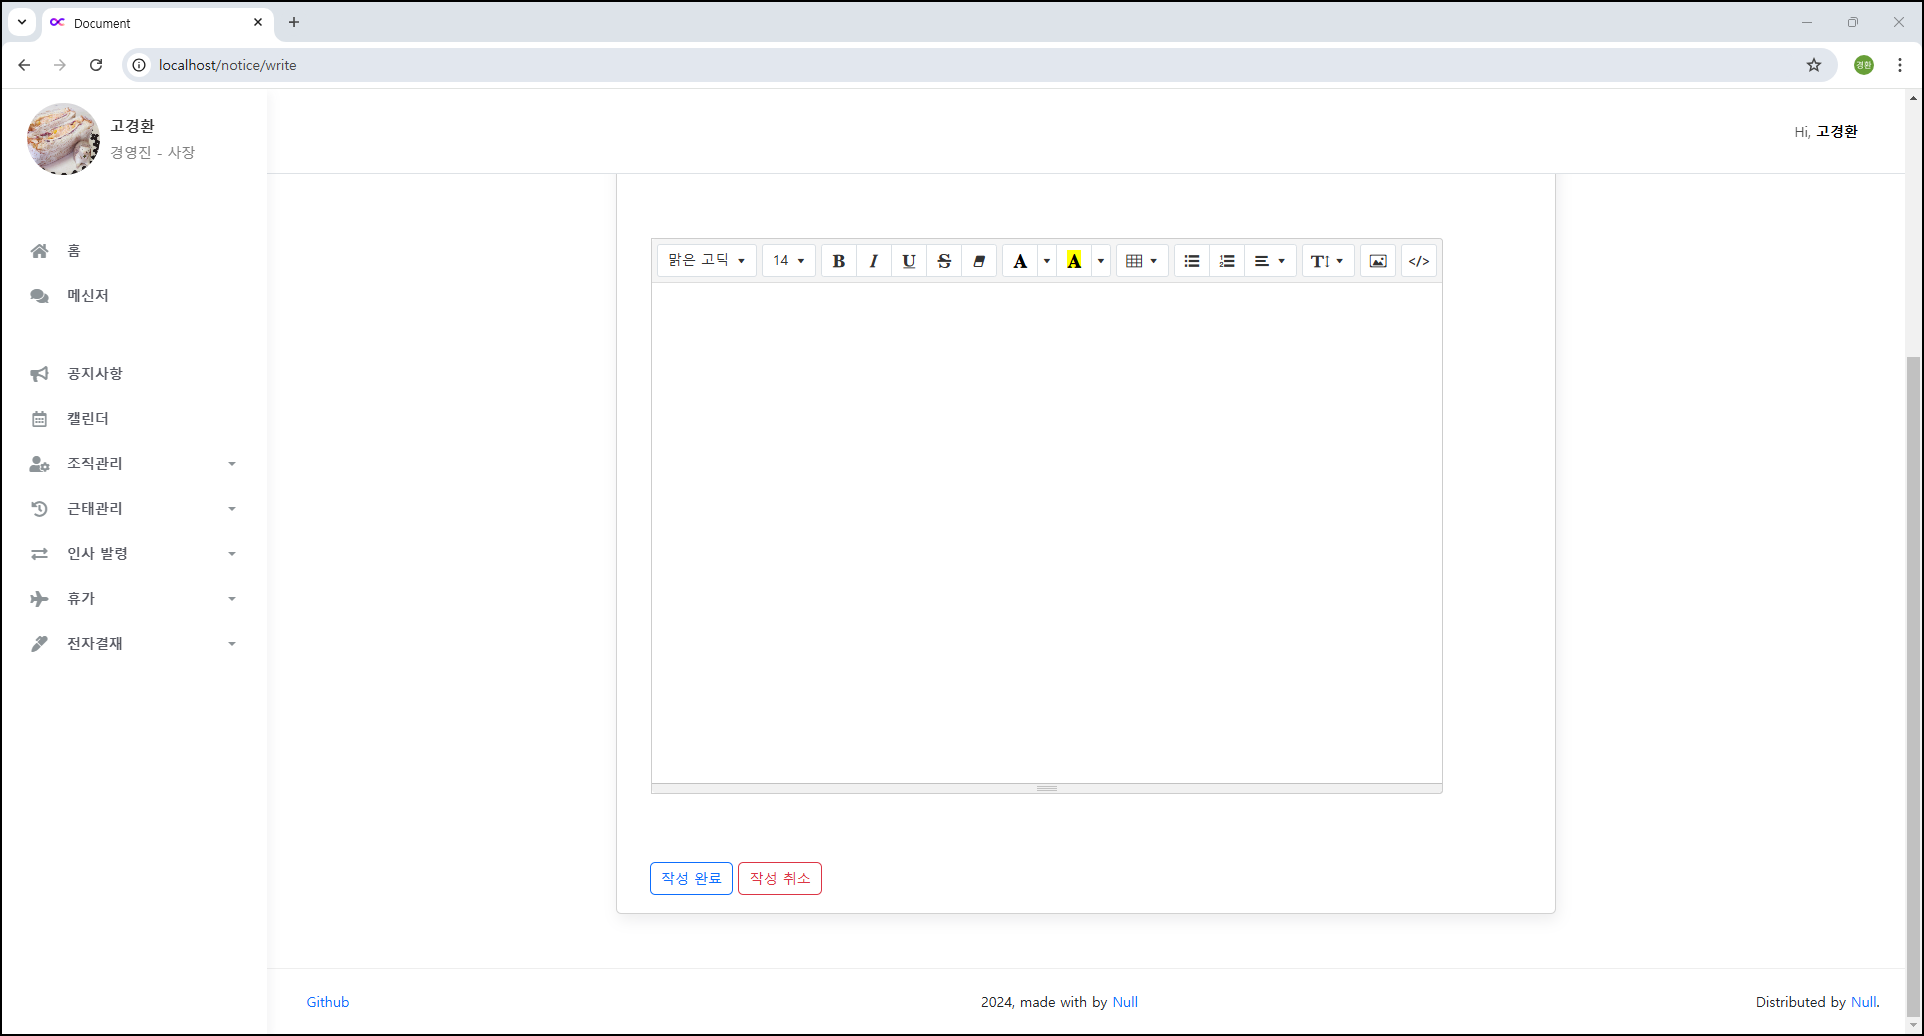 Document
localhost/notice/write
경환
고경환
경영진 - 사장
Hi, 고경환
홈
메신저
공지사항
캘린더
조직관리
근태관리
인사 발령
휴가
전자결재
맑은 고딕 14 B I U S A A T </>
작성 완료 작성 취소
Github 2024, made with by Null Distributed by Null.